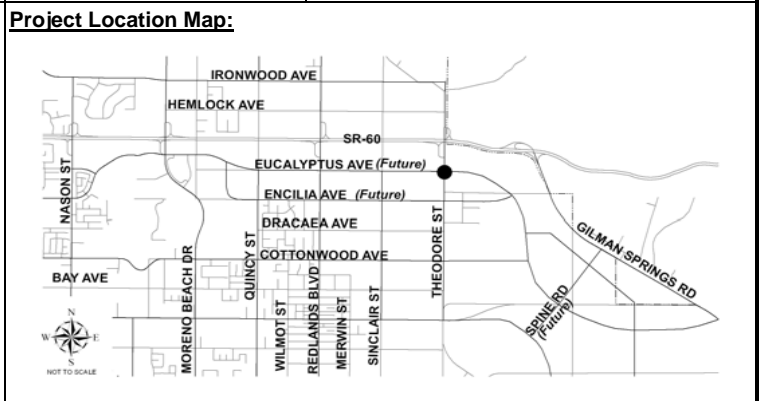 Project Location Map:
IRONWOOD AVE
HEMLOCK AVE
SR-60
EUCALYPTUS AVE (Future)
ENCILIA AVE (Future)
DRACAEA AVE
COTTONWOOD AVE
BAY AVE
NASON ST
MORENO BEACH DR
QUINCY ST
WILMOT ST
REDLANDS BLVD
MERWIN ST
SINCLAIR ST
THEODORE ST
GILMAN SPRINGS RD
SPINE RD
(Future)
N
W
E
S
NOT TO SCALE